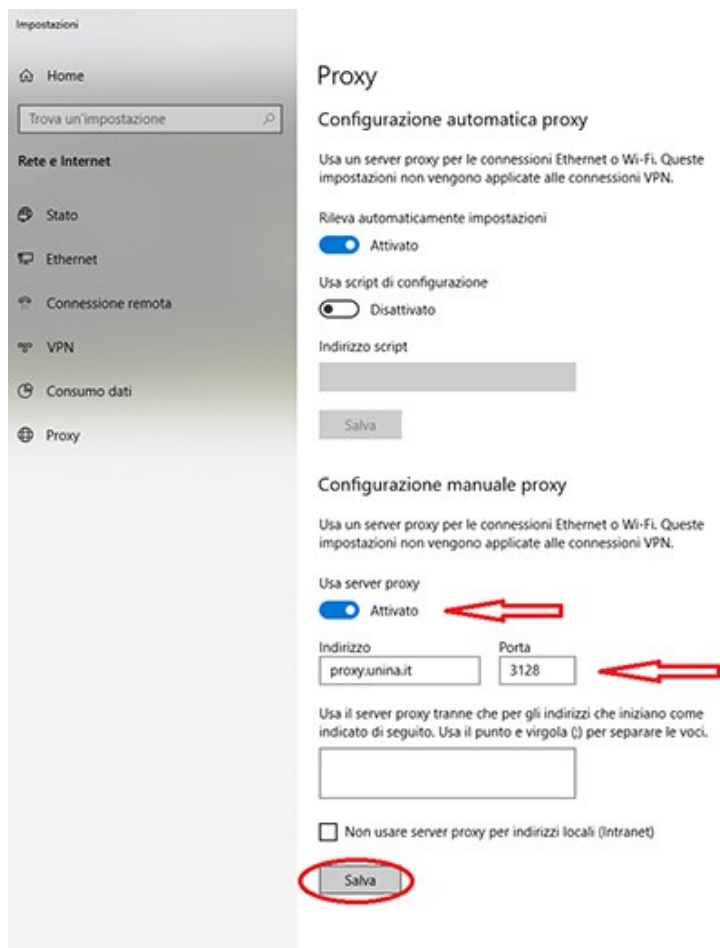 Impostazioni
Home
Trova un'impostazione
Rete e Internet
Stato
Ethernet
Connessione remota
VPN
Consumo dati
Proxy
Proxy
Configurazione automatica proxy
Usa un server proxy per le connessioni Ethernet o Wi-Fi. Queste
impostazioni non vengono applicate alle connessioni VPN.
Rileva automaticamente impostazioni
Attivato
Usa script di configurazione
Disattivato
Indirizzo script
Salva
Configurazione manuale proxy
Usa un server proxy per le connessioni Ethernet o Wi-Fi. Queste
impostazioni non vengono applicate alle connessioni VPN.
Usa server proxy
Attivato
Indirizzo Porta
proxy.unina.it 3128
Usa il server proxy tranne che per gli indirizzi che iniziano come
indicato di seguito. Usa il punto e virgola (;) per separare le voci.
Non usare server proxy per indirizzi locali (Intranet)
Salva